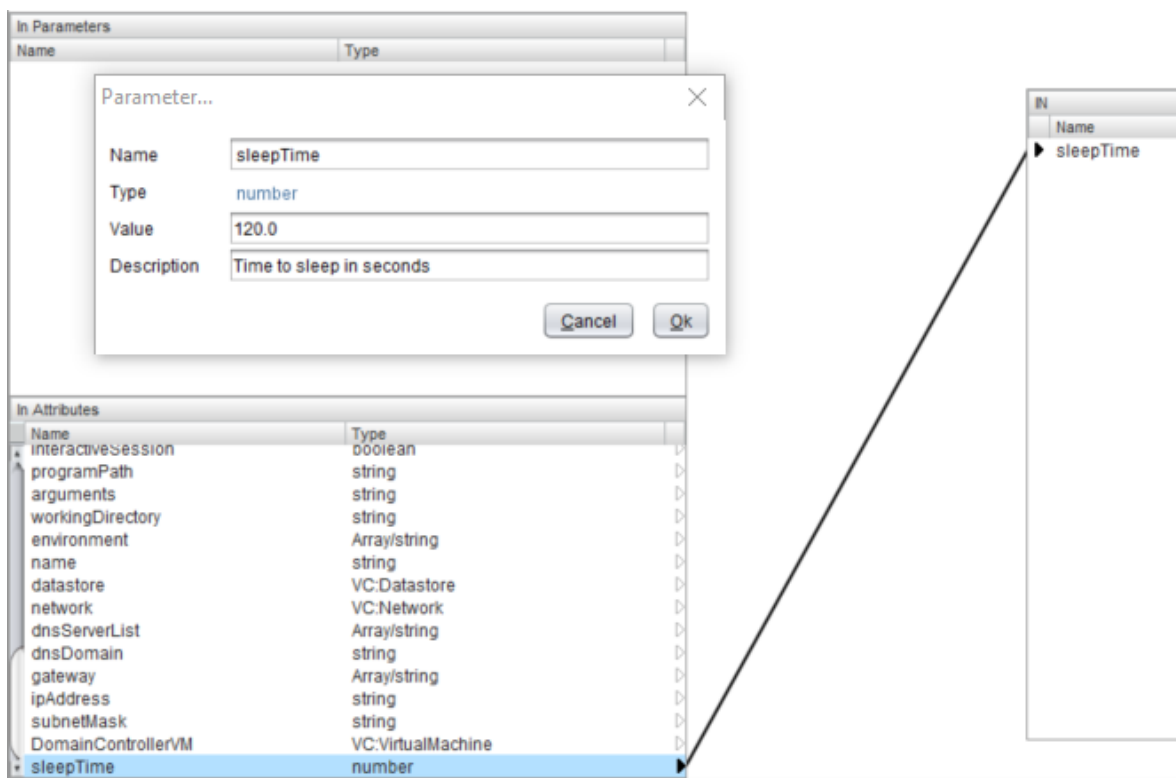 In Parameters
Name Type
Parameter...
Name sleepTime
Type number
Value 120.0
Description Time to sleep in seconds
Cancel Ok
IN
Name
sleepTime
In Attributes
Name Type
interactiveSession boolean
programPath string
arguments string
workingDirectory string
environment Array/string
name string
datastore VC:Datastore
network VC:Network
dnsServerList Array/string
dnsDomain string
gateway Array/string
ipAddress string
subnetMask string
DomainControllerVM VC:VirtualMachine
sleepTime number